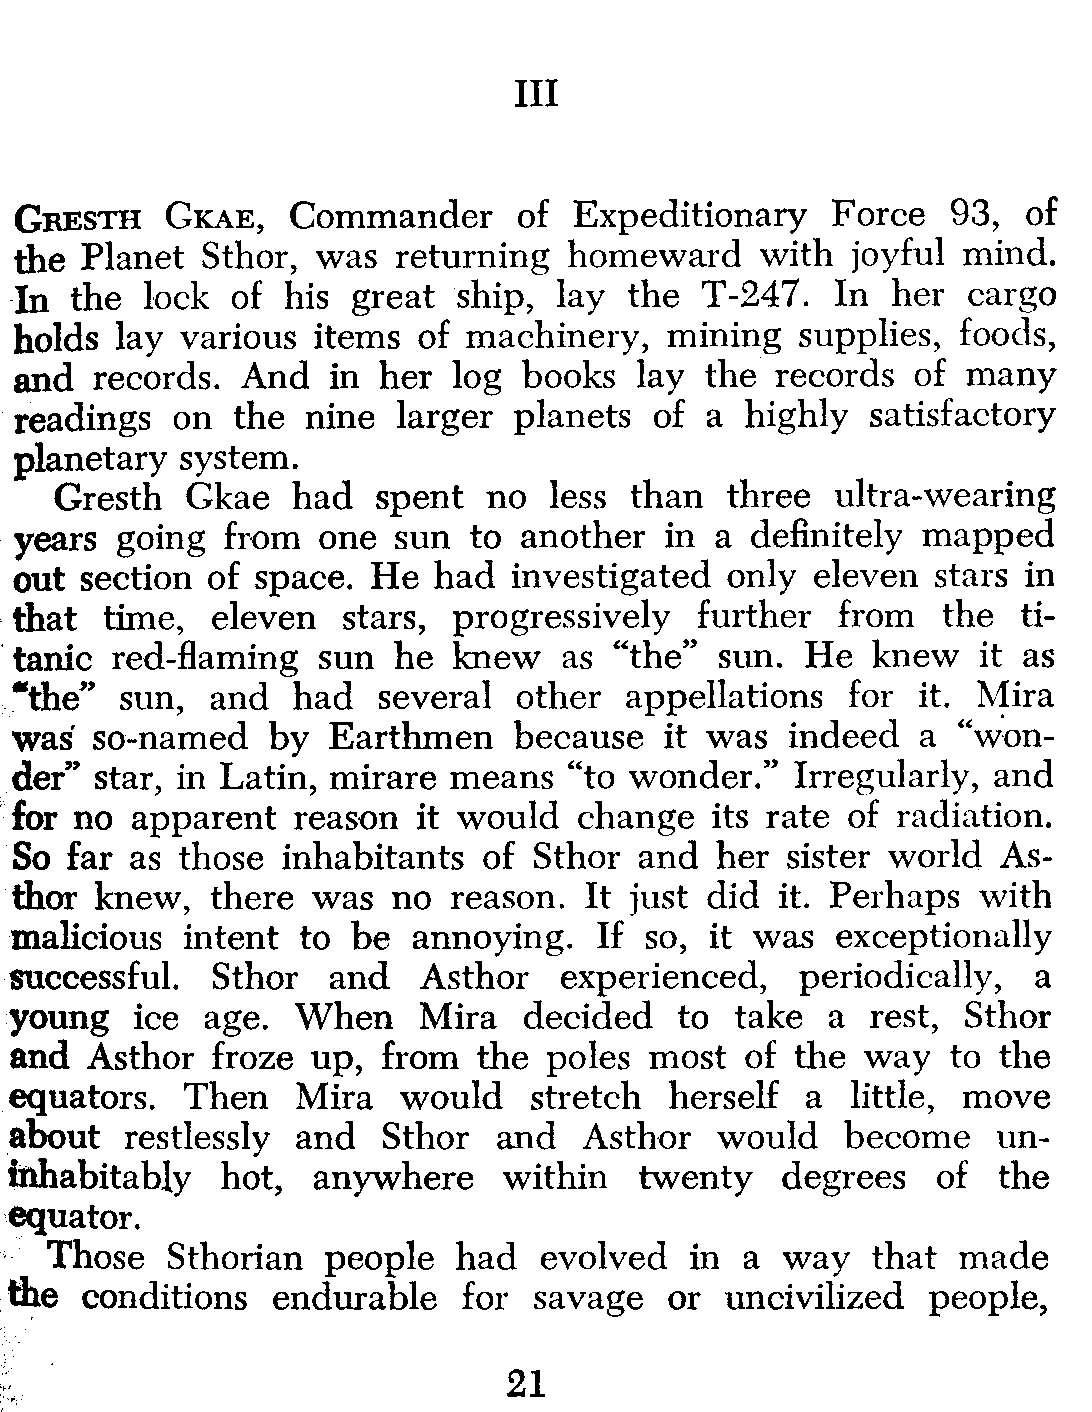 III
GRESTH GKAE, Commander of Expeditionary Force 93, of
the Planet Sthor, was returning homeward with joyful mind.
In the lock of his great ship, lay the T-247. In her cargo
holds lay various items of machinery, mining supplies, foods,
and records. And in her log books lay the records of many
readings on the nine larger planets of a highly satisfactory
planetary system.
Gresth Gkae had spent no less than three ultra-wearing
years going from one sun to another in a definitely mapped
out section of space. He had investigated only eleven stars in
that time, eleven stars, progressively further from the ti-
tanic red-flaming sun he knew as “the” sun. He knew it as
“the” sun, and had several other appellations for it. Mira
was so-named by Earthmen because it was indeed a “won-
der” star, in Latin, mirare means “to wonder.” Irregularly, and
for no apparent reason it would change its rate of radiation.
So far as those inhabitants of Sthor and her sister world As-
thor knew, there was no reason. It just did it. Perhaps with
malicious intent to be annoying. If so, it was exceptionally
successful. Sthor and Asthor experienced, periodically, a
young ice age. When Mira decided to take a rest, Sthor
and Asthor froze up, from the poles most of the way to the
equators. Then Mira would stretch herself a little, move
about restlessly and Sthor and Asthor would become un-
inhabitably hot, anywhere within twenty degrees of the
equator.
Those Sthorian people had evolved in a way that made
the conditions endurable for savage or uncivilized people,
21